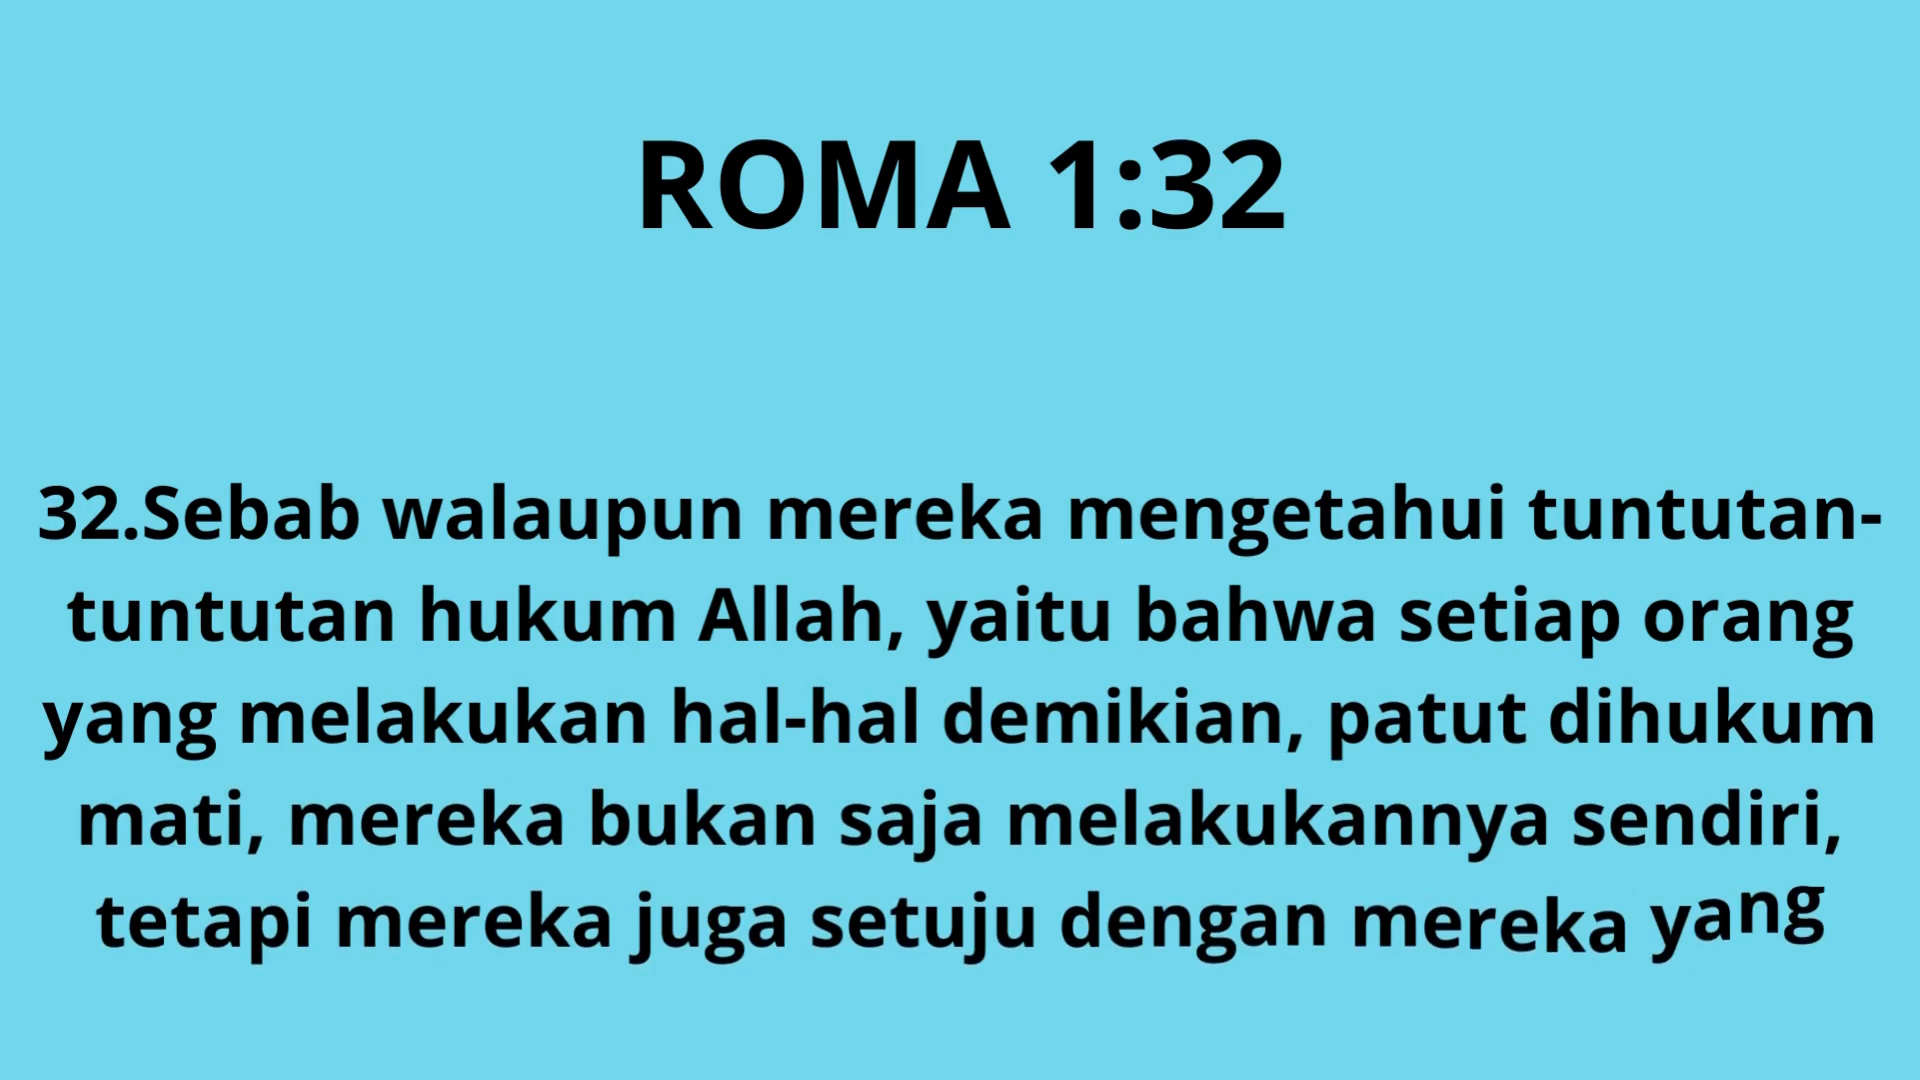 ROMA 1:32
32.Sebab walaupun mereka mengetahui tuntutan-
tuntutan hukum Allah, yaitu bahwa setiap orang
yang melakukan hal-hal demikian, patut dihukum
mati, mereka bukan saja melakukannya sendiri,
tetapi mereka juga setuju dengan mereka yang